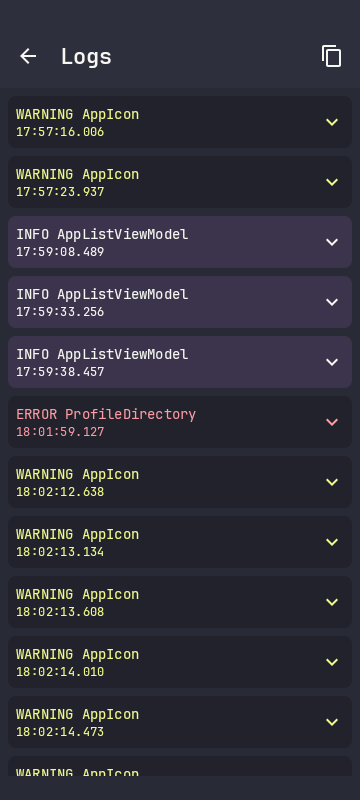 Logs
WARNING AppIcon
17:57:16.006
WARNING AppIcon
17:57:23.937
INFO AppListViewModel
17:59:08.489
INFO AppListViewModel
17:59:33.256
INFO AppListViewModel
17:59:38.457
ERROR ProfileDirectory
18:01:59.127
WARNING AppIcon
18:02:12.638
WARNING AppIcon
18:02:13.134
WARNING AppIcon
18:02:13.608
WARNING AppIcon
18:02:14.010
WARNING AppIcon
18:02:14.473
WARNING AppIcon